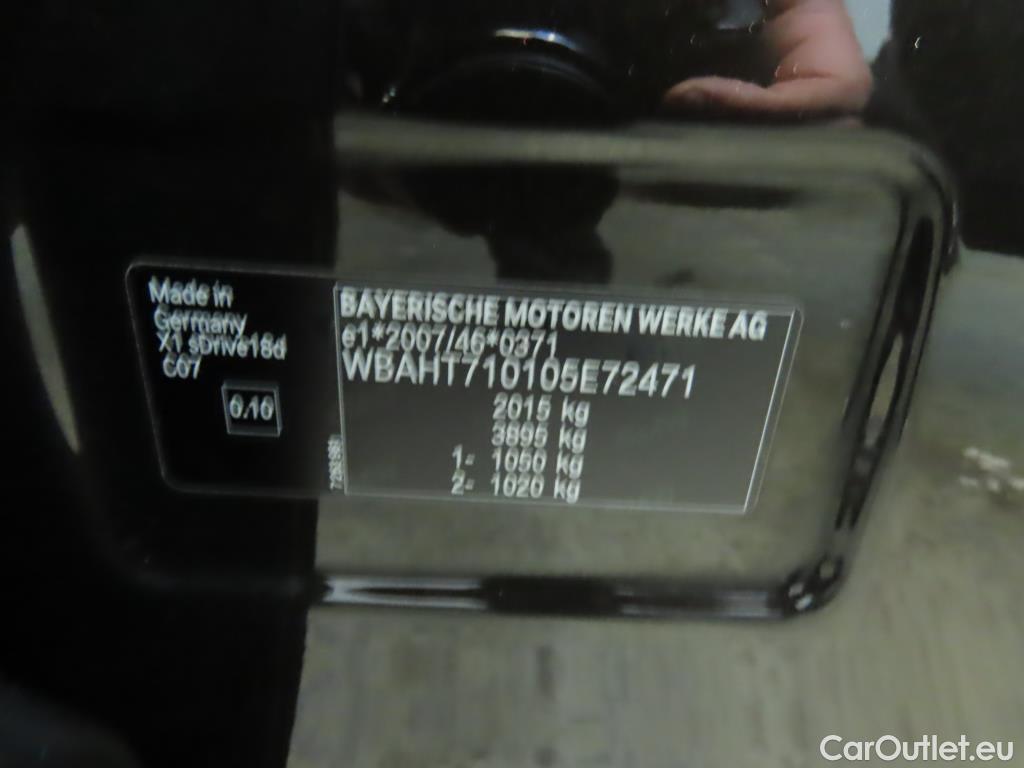 Made in
Germany
X1 sDrive18d
C07
0.10
BAYERISCHE MOTOREN WERKE AG
e1*2007/46*0371
WBAHT710105E72471
2015 kg
3895 kg
1- 1050 kg
2- 1020 kg
CarOutlet.eu